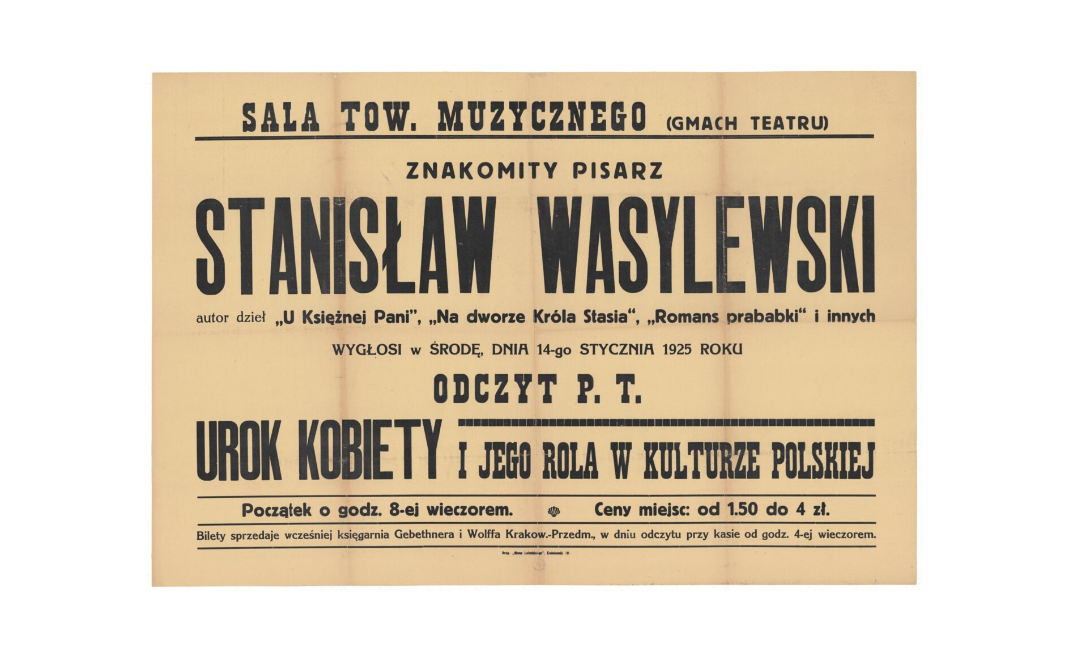 SALA TOW. MUZYCZNEGO (GMACH TEATRU)
ZNAKOMITY PISARZ
STANISŁAW WASYLEWSKI
autor dzieł „U Księżnej Pani”, „Na dworze Króla Stasia“, „Romans prababki“ i innych
WYGŁOSI w ŚRODĘ, DNIA 14-go STYCZNIA 1925 ROKU
ODCZYT P. T.
UROK KOBIETY I JEGO ROLA W KULTURZE POLSKIEJ
Początek o godz. 8-ej wieczorem. Ceny miejsc: od 1.50 do 4 zł.
Bilety sprzedaje wcześniej księgarnia Gebethnera i Wolffa Krakow.-Przedm., w dniu odczytu przy kasie od godz. 4-ej wieczorem.